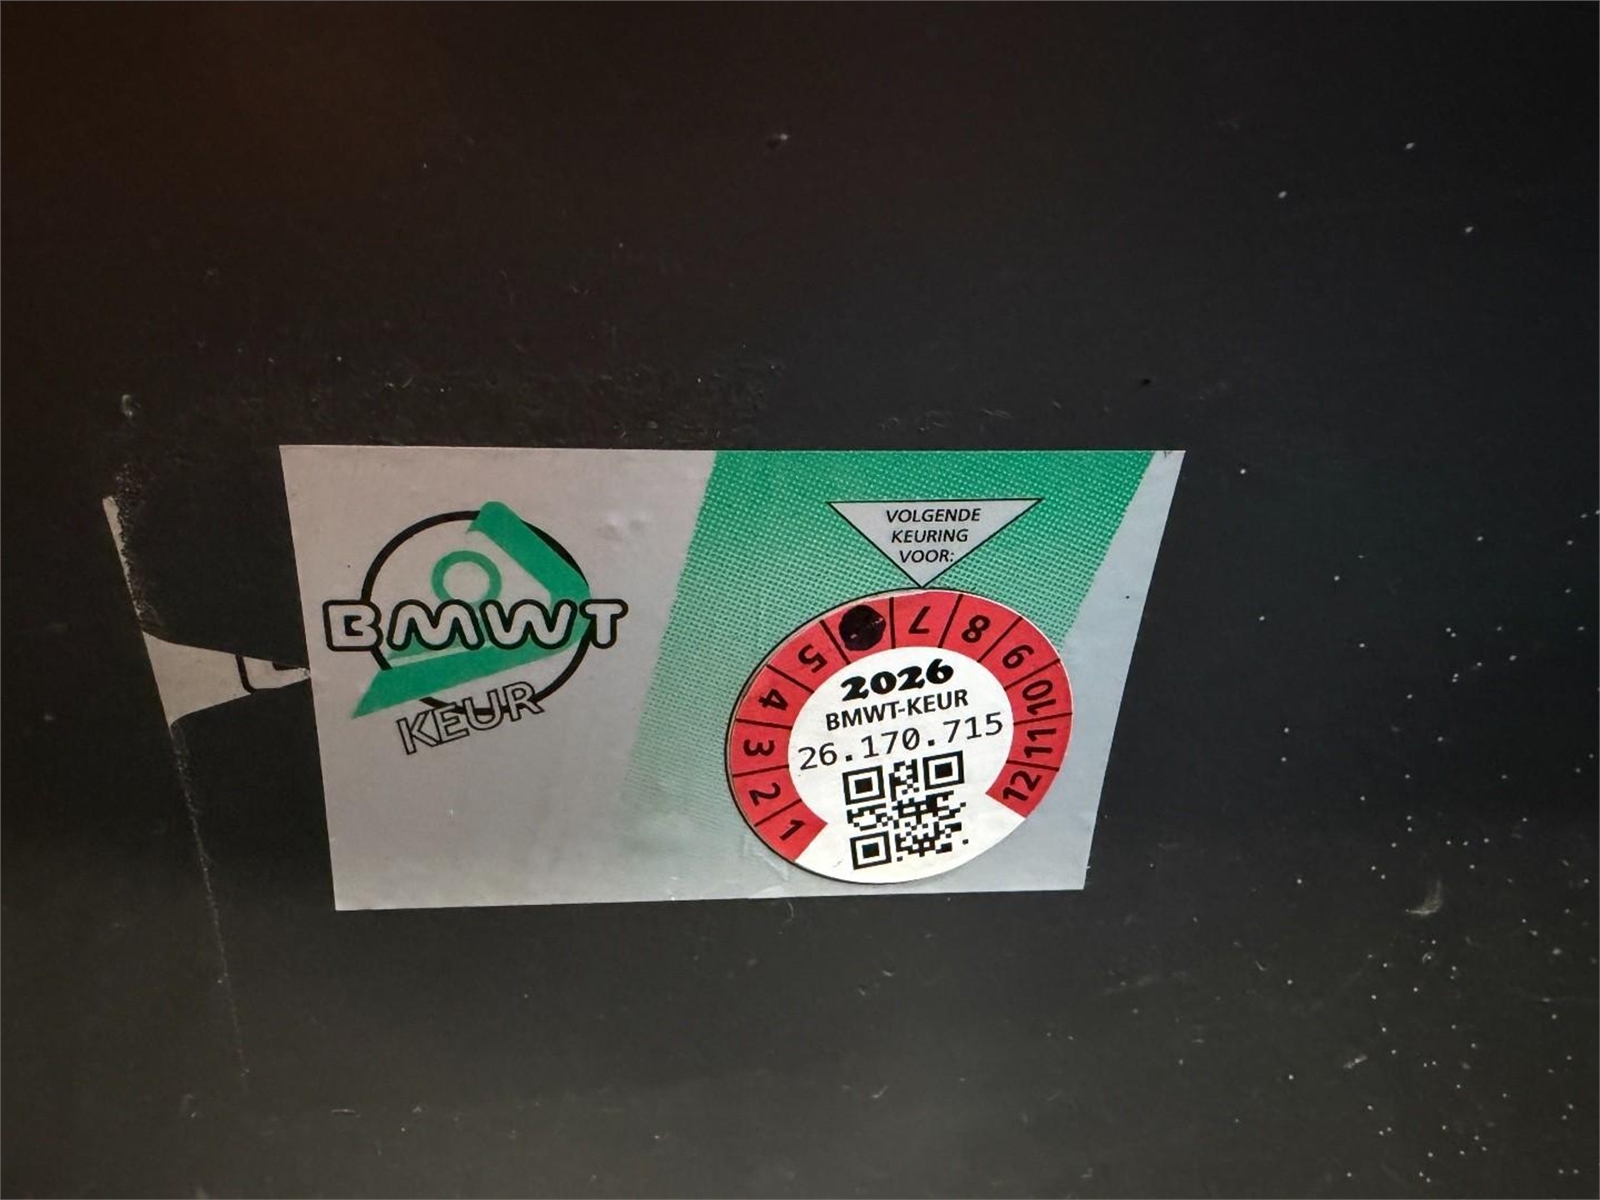 BMWT
KEUR
VOLGENDE
KEURING
VOOR:
1 2 3 4 5 7 8 9 10 11 12
2026
BMWT-KEUR
26.170.715